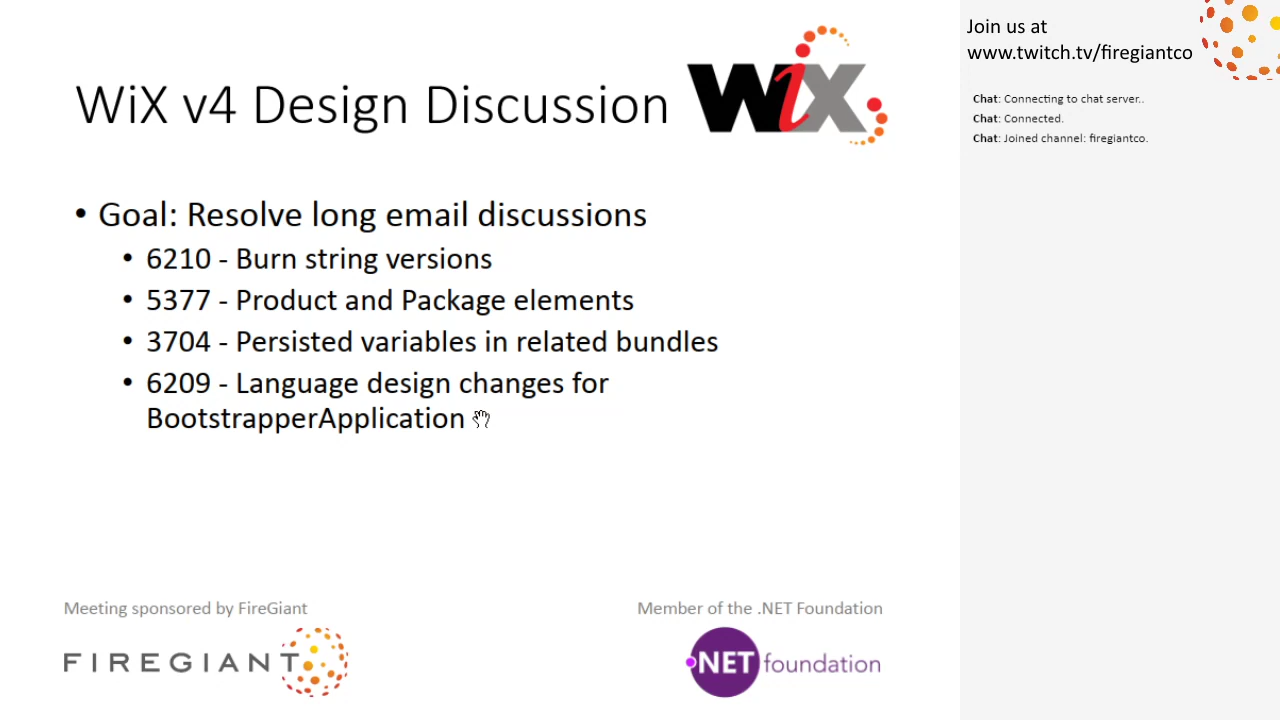 WiX v4 Design Discussion
WiX
• Goal: Resolve long email discussions
• 6210 - Burn string versions
• 5377 - Product and Package elements
• 3704 - Persisted variables in related bundles
• 6209 - Language design changes for
BootstrapperApplication
Meeting sponsored by FireGiant
FIREGIANT
Member of the .NET Foundation
.NET foundation
Join us at
www.twitch.tv/firegiantco
Chat: Connecting to chat server..
Chat: Connected.
Chat: Joined channel: firegiantco.